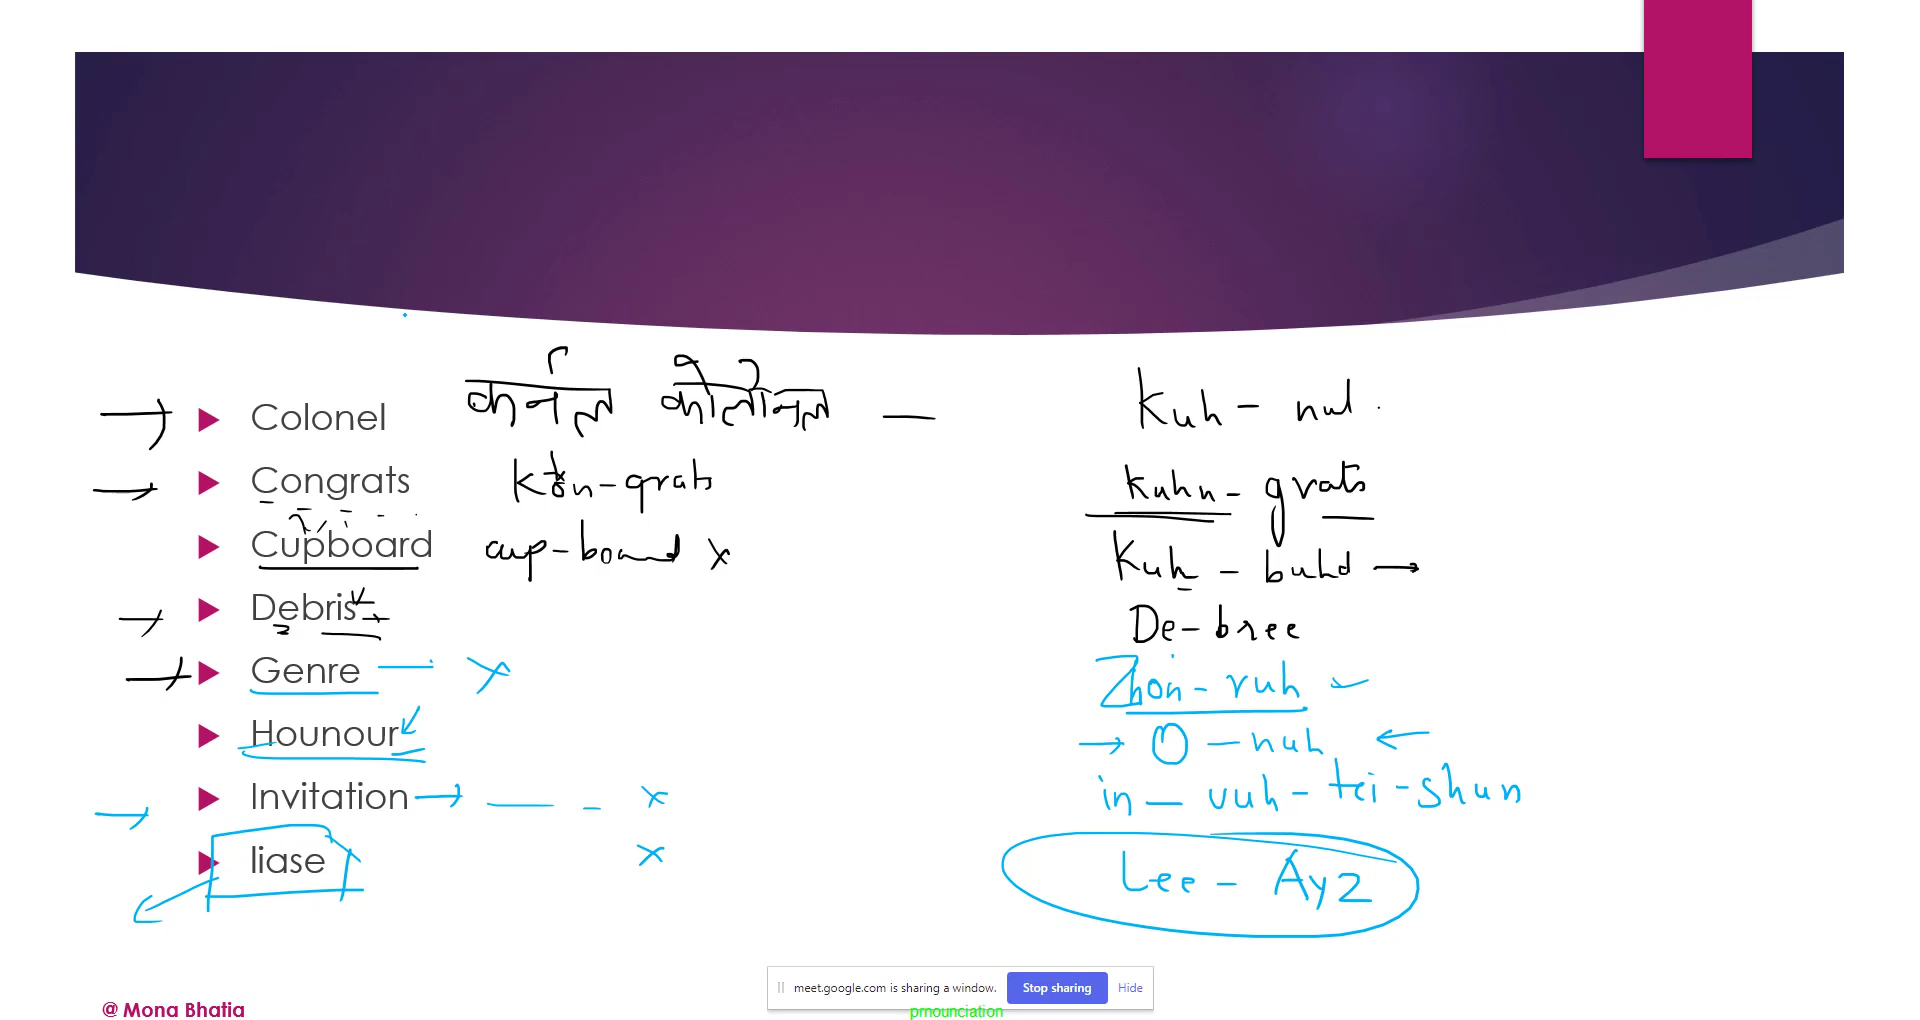 Colonel कर्नल कोलोनल — Kuh - nul.
Congrats Kon-grats kuhn - grats
Cupboard cup-board x Kuh - buhd →
Debris De-bree
Genre — x Zhon - ruh
Hounour → O - nuh ←
Invitation → x in - vuh - tei - shun
liase x Lee - Ayz
meet.google.com is sharing a window. Stop sharing Hide
@ Mona Bhatia
prnounciation